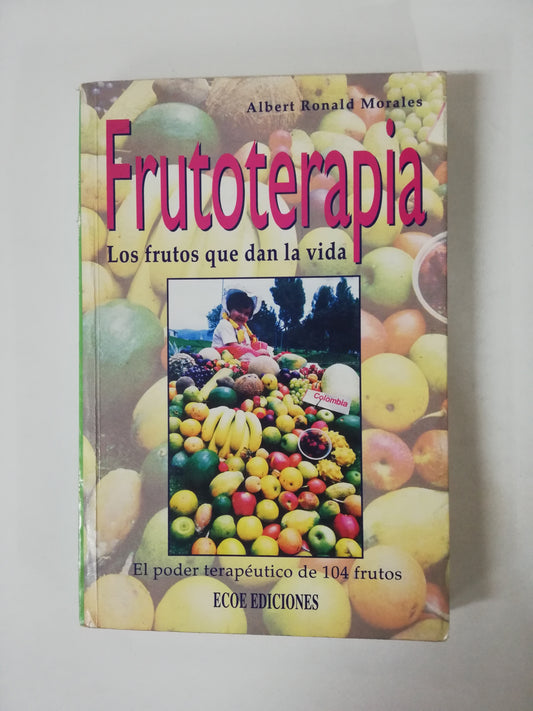 Albert Ronald Morales
Frutoterapia
Los frutos que dan la vida
Colombia
El poder terapéutico de 104 frutos
ECOE EDICIONES